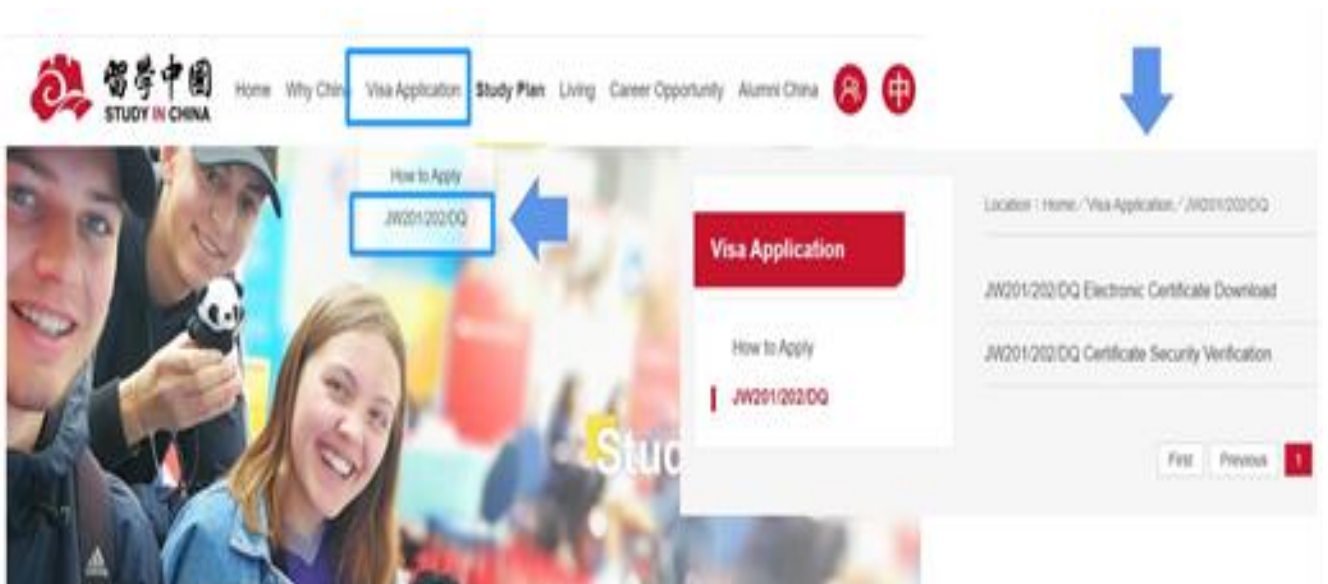 留学中国
STUDY IN CHINA
Home Why China Visa Application Study Plan Living Career Opportunity Alumni China 中
How to Apply
JW201/202/DQ
Stud
Visa Application
How to Apply
JW201/202/DQ
Location : Home / Visa Application / JW201/202/DQ
JW201/202/DQ Electronic Certificate Download
JW201/202/DQ Certificate Security Verification
First Previous 1